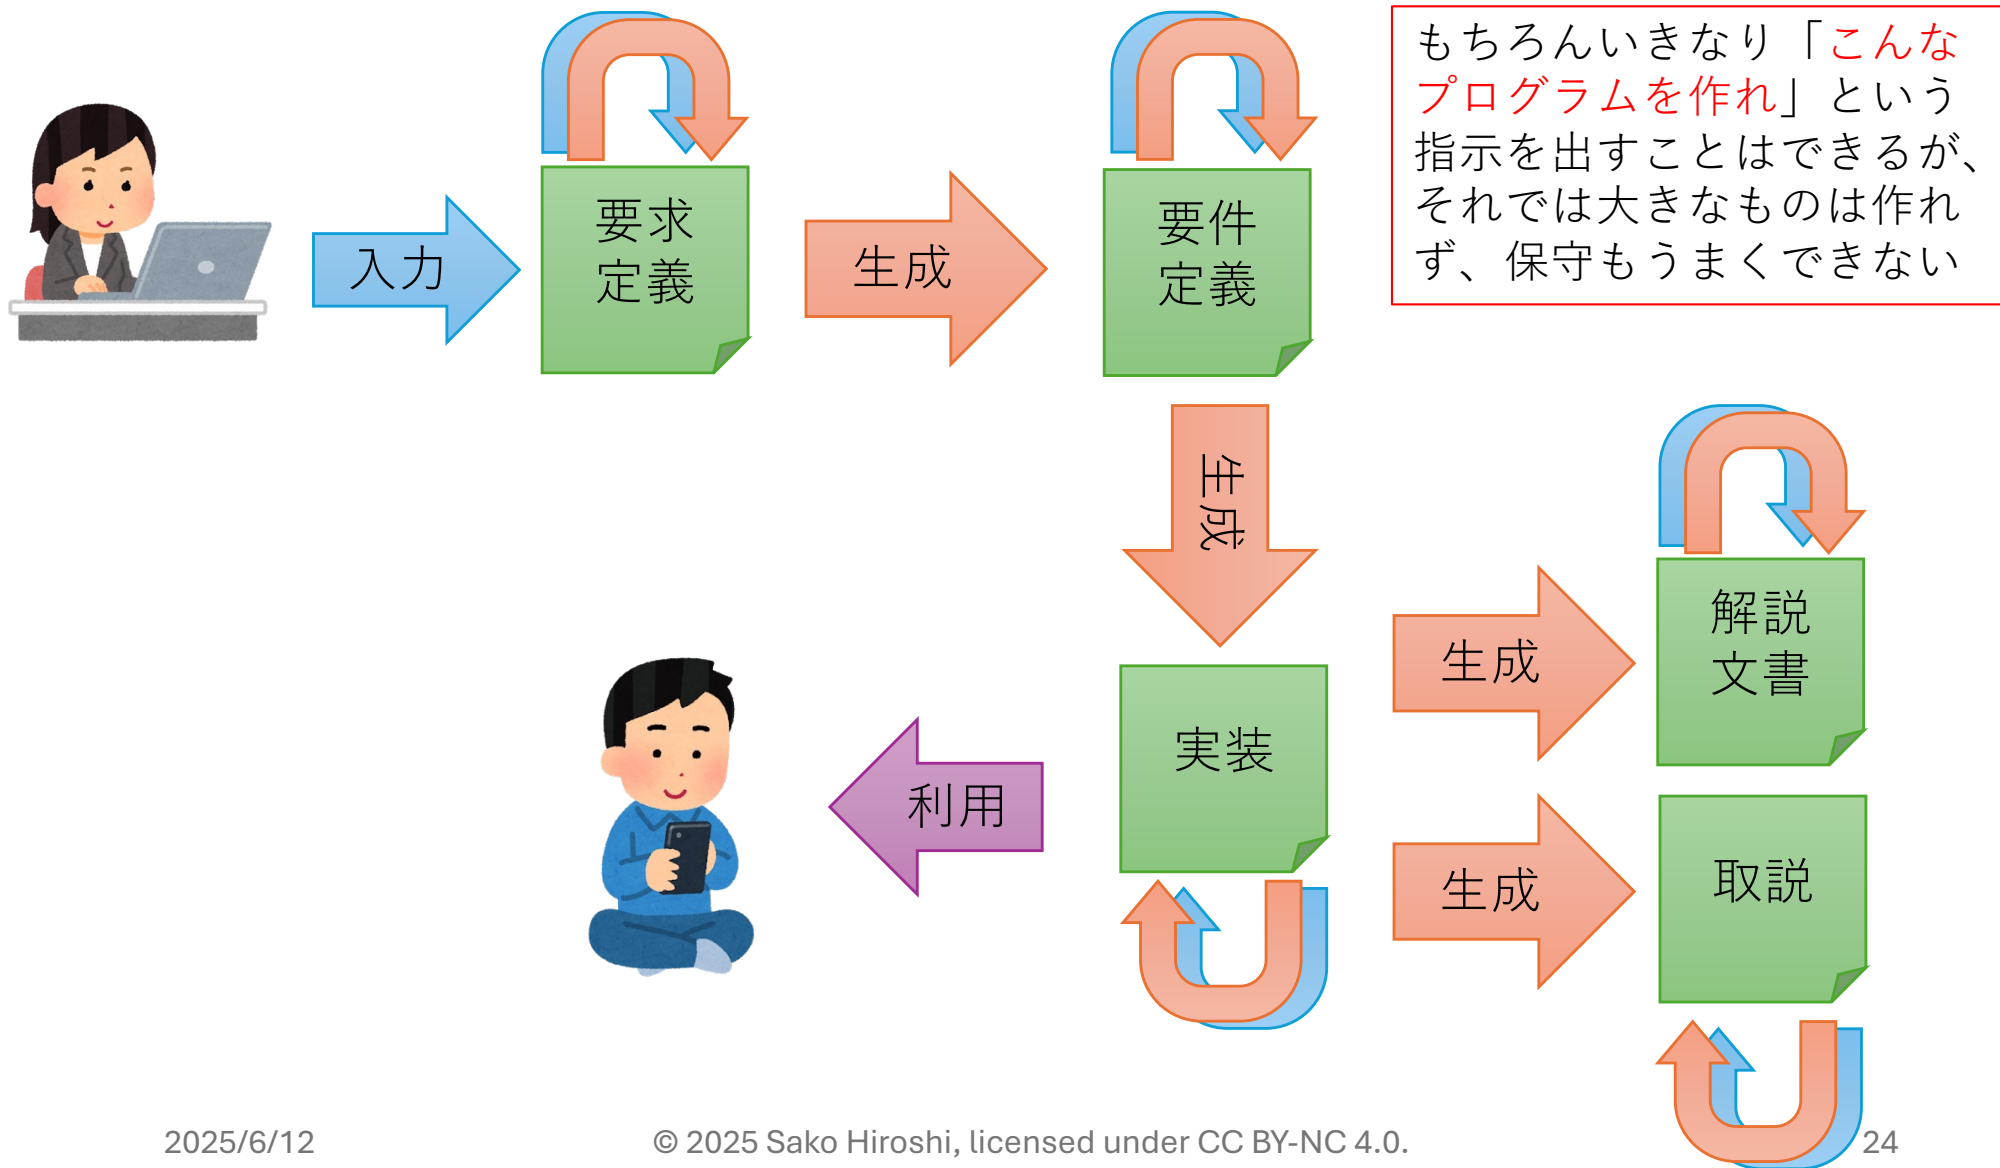 入力
要求
定義
生成
要件
定義
もちろんいきなり「こんな
プログラムを作れ」という
指示を出すことはできるが、
それでは大きなものは作れ
ず、保守もうまくできない
生成
生成
解説
文書
実装
利用
生成
取説
2025/6/12
© 2025 Sako Hiroshi, licensed under CC BY-NC 4.0.
24